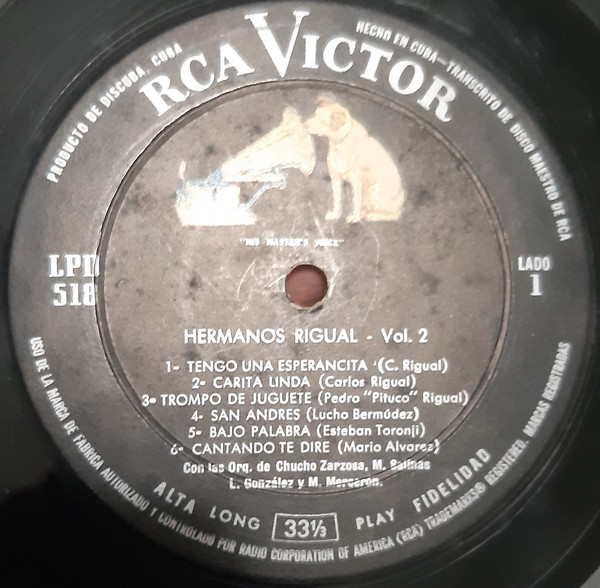 PRODUCTO DE DISCUBA, CUBA
RCA VICTOR
HECHO EN CUBA—TRANSCRITO DE DISCO MAESTRO DE RCA
"HIS MASTER'S VOICE"
LPD
518
LADO
1
HERMANOS RIGUAL - Vol. 2
1- TENGO UNA ESPERANCITA (C. Rigual)
2- CARITA LINDA (Carlos Rigual)
3- TROMPO DE JUGUETE (Pedro "Pituco" Rigual)
4- SAN ANDRES (Lucho Bermúdez)
5- BAJO PALABRA (Esteban Toronji)
6- CANTANDO TE DIRE (Mario Alvarez)
Con las Orq. de Chucho Zarzosa, M. Salinas
L. González y M. Merceron.
ALTA LONG 33⅓ PLAY FIDELIDAD
USO DE LA MARCA DE FABRICA AUTORIZADO Y CONTROLADO POR RADIO CORPORATION OF AMERICA (RCA) TRADEMARKS® REGISTERED. MARCAS REGISTRADAS